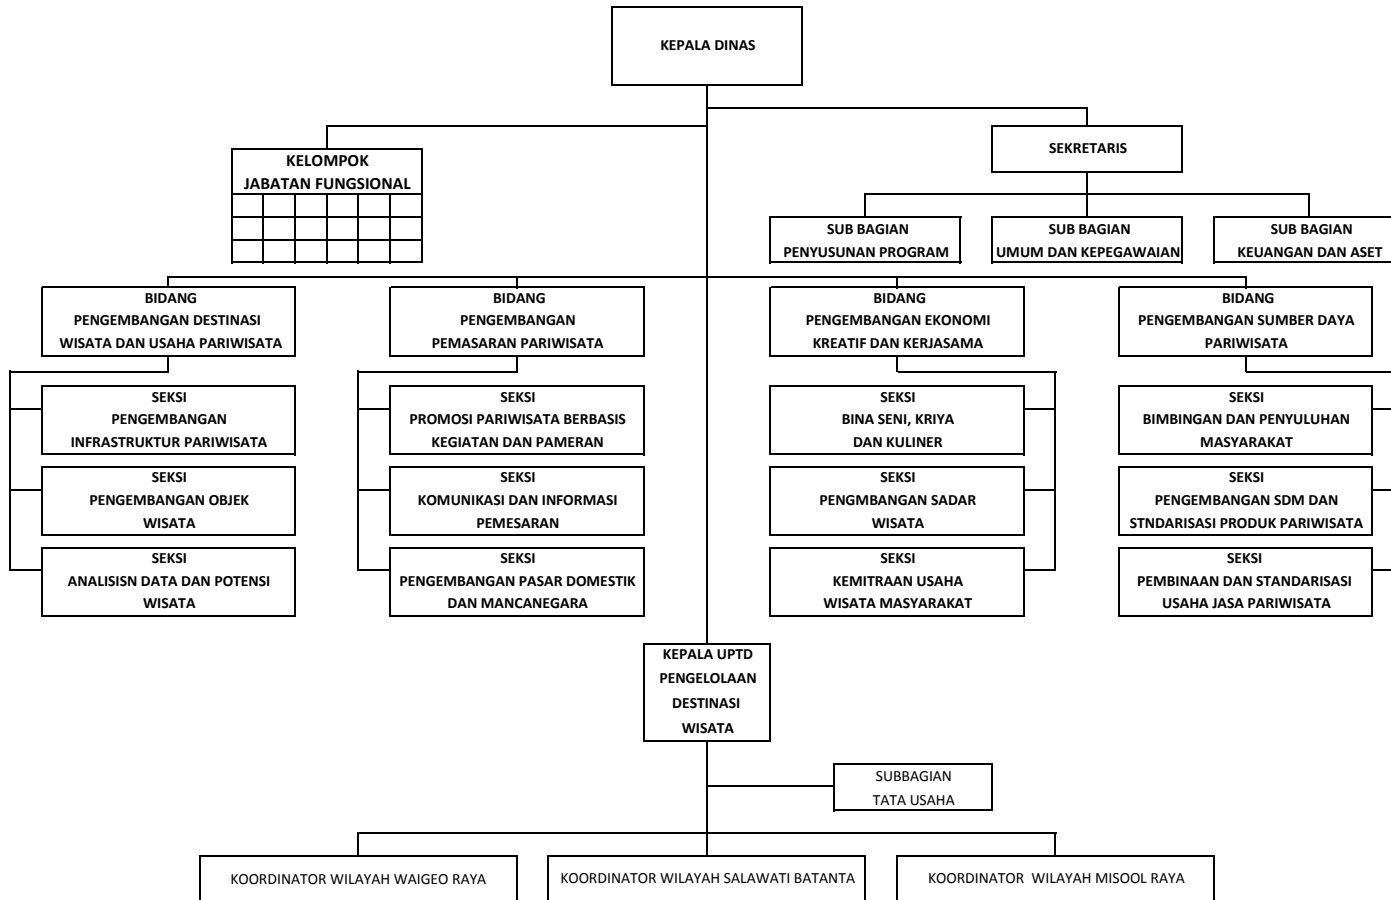 KEPALA DINAS
SEKRETARIS
KELOMPOK
JABATAN FUNGSIONAL
SUB BAGIAN
PENYUSUNAN PROGRAM
SUB BAGIAN
UMUM DAN KEPEGAWAIAN
SUB BAGIAN
KEUANGAN DAN ASET
BIDANG
PENGEMBANGAN DESTINASI
WISATA DAN USAHA PARIWISATA
BIDANG
PENGEMBANGAN
PEMASARAN PARIWISATA
BIDANG
PENGEMBANGAN EKONOMI
KREATIF DAN KERJASAMA
BIDANG
PENGEMBANGAN SUMBER DAYA
PARIWISATA
SEKSI
PENGEMBANGAN
INFRASTRUKTUR PARIWISATA
SEKSI
PROMOSI PARIWISATA BERBASIS
KEGIATAN DAN PAMERAN
SEKSI
BINA SENI, KRIYA
DAN KULINER
SEKSI
BIMBINGAN DAN PENYULUHAN
MASYARAKAT
SEKSI
PENGEMBANGAN OBJEK
WISATA
SEKSI
KOMUNIKASI DAN INFORMASI
PEMESARAN
SEKSI
PENGMBANGAN SADAR
WISATA
SEKSI
PENGEMBANGAN SDM DAN
STNDARISASI PRODUK PARIWISATA
SEKSI
ANALISISN DATA DAN POTENSI
WISATA
SEKSI
PENGEMBANGAN PASAR DOMESTIK
DAN MANCANEGARA
SEKSI
KEMITRAAN USAHA
WISATA MASYARAKAT
SEKSI
PEMBINAAN DAN STANDARISASI
USAHA JASA PARIWISATA
KEPALA UPTD
PENGELOLAAN
DESTINASI
WISATA
SUBBAGIAN
TATA USAHA
KOORDINATOR WILAYAH WAIGEO RAYA
KOORDINATOR WILAYAH SALAWATI BATANTA
KOORDINATOR  WILAYAH MISOOL RAYA